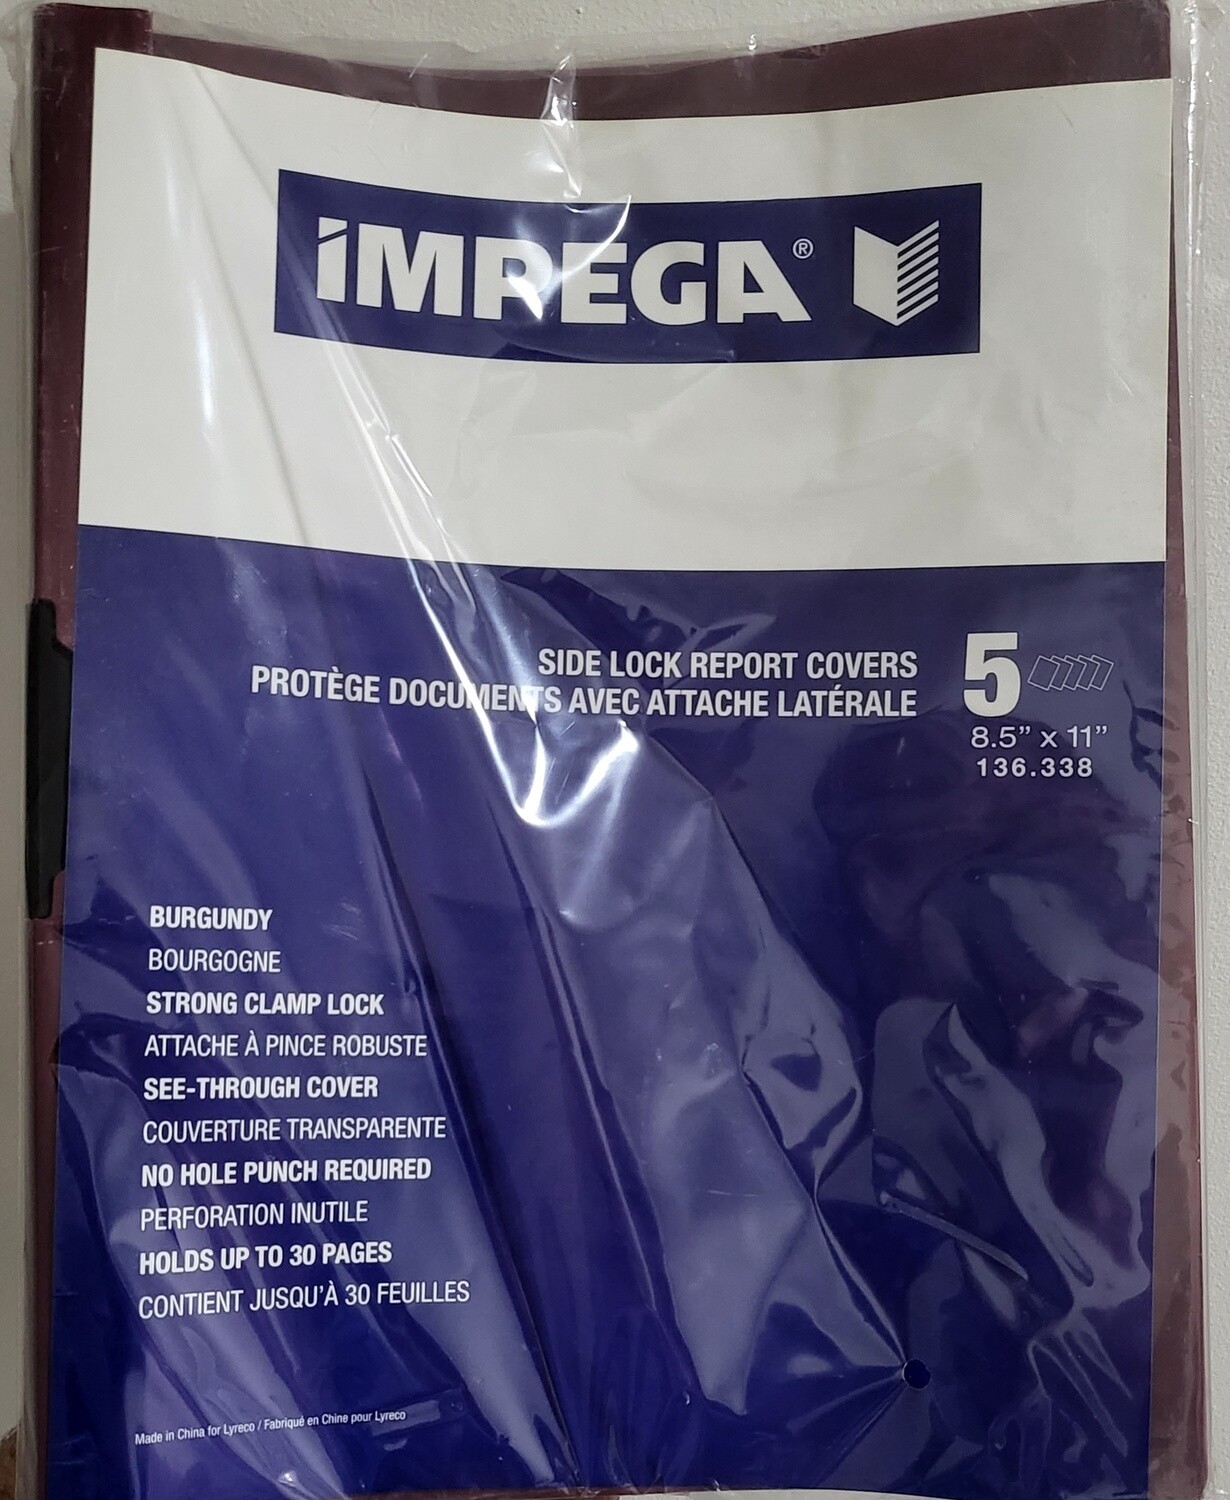 iMPEGA®
SIDE LOCK REPORT COVERS
PROTÈGE DOCUMENTS AVEC ATTACHE LATÉRALE
5
8.5" x 11"
136.338
BURGUNDY
BOURGOGNE
STRONG CLAMP LOCK
ATTACHE À PINCE ROBUSTE
SEE-THROUGH COVER
COUVERTURE TRANSPARENTE
NO HOLE PUNCH REQUIRED
PERFORATION INUTILE
HOLDS UP TO 30 PAGES
CONTIENT JUSQU'À 30 FEUILLES
Made in China for Lyreco / Fabriqué en Chine pour Lyreco